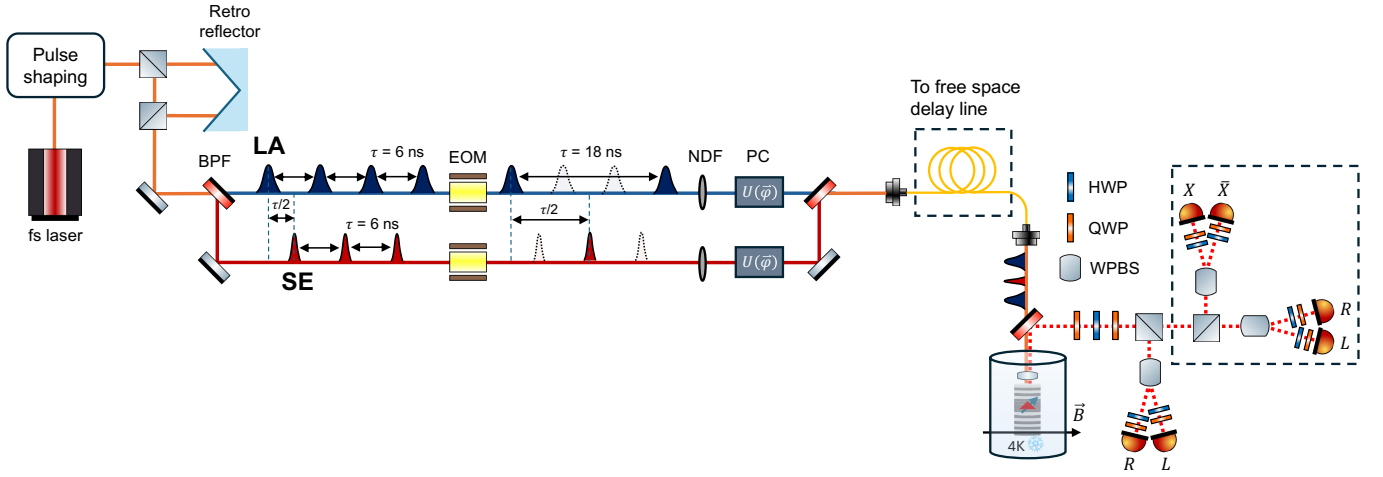 Retro
reflector
Pulse
shaping
fs laser
BPF
LA
τ = 6 ns
EOM
τ = 18 ns
NDF
PC
U(φ⃗)
τ/2
τ = 6 ns
τ/2
U(φ⃗)
SE
To free space
delay line
HWP
QWP
WPBS
X
X̄
R
L
B⃗
4K
R
L